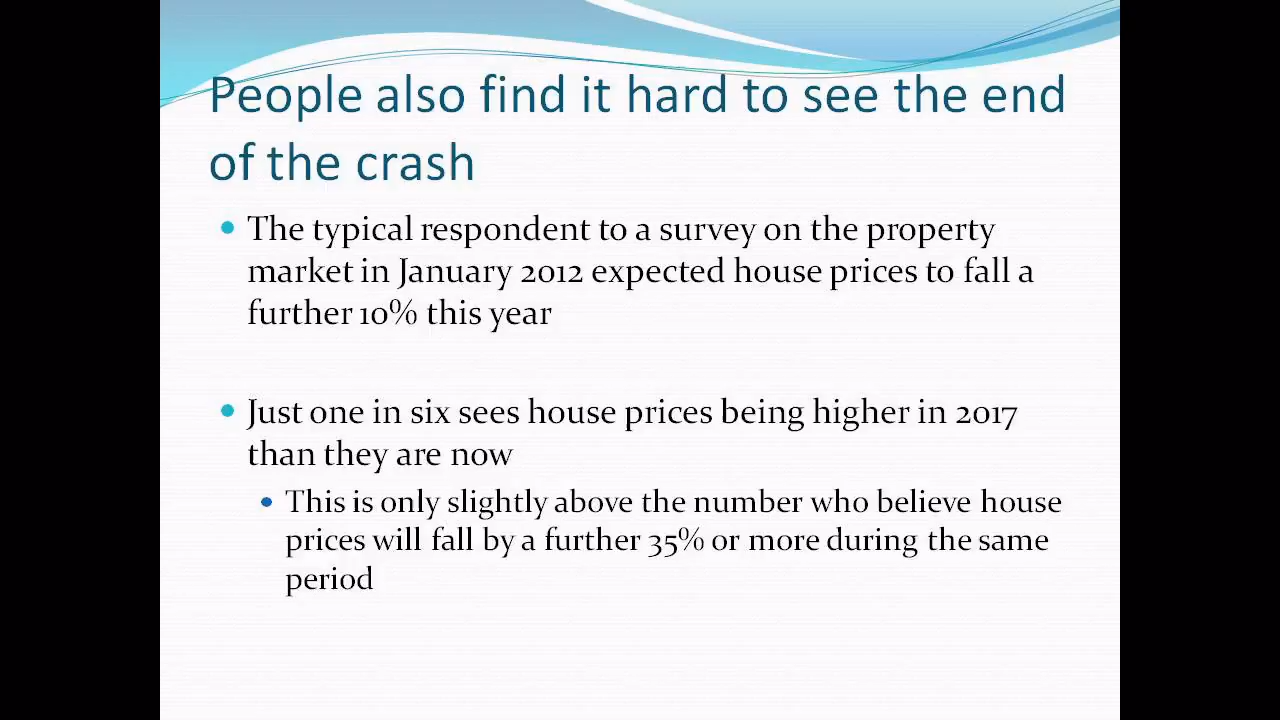 People also find it hard to see the end
of the crash
• The typical respondent to a survey on the property
market in January 2012 expected house prices to fall a
further 10% this year
• Just one in six sees house prices being higher in 2017
than they are now
• This is only slightly above the number who believe house
prices will fall by a further 35% or more during the same
period